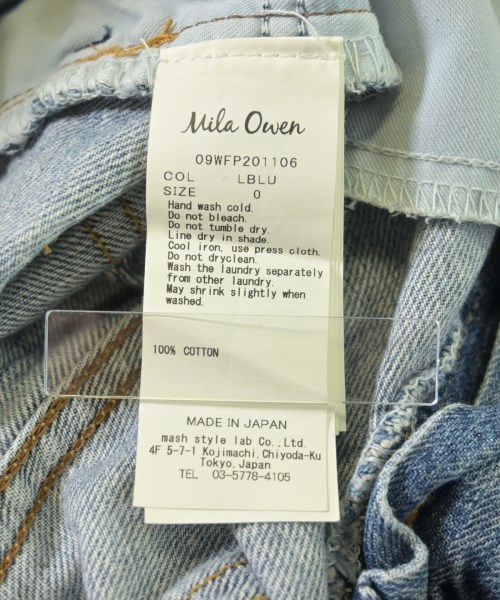 Mila Owen
09WFP201106
COL LBLU
SIZE 0
Hand wash cold.
Do not bleach.
Do not tumble dry.
Line dry in shade.
Cool iron, use press cloth.
Do not dryclean.
Wash the laundry separately
from other laundry.
May shrink slightly when
washed.
100% COTTON
MADE IN JAPAN
mash style lab Co.,Ltd.
4F 5-7-1 Kojimachi,Chiyoda-Ku
Tokyo,Japan
TEL 03-5778-4105